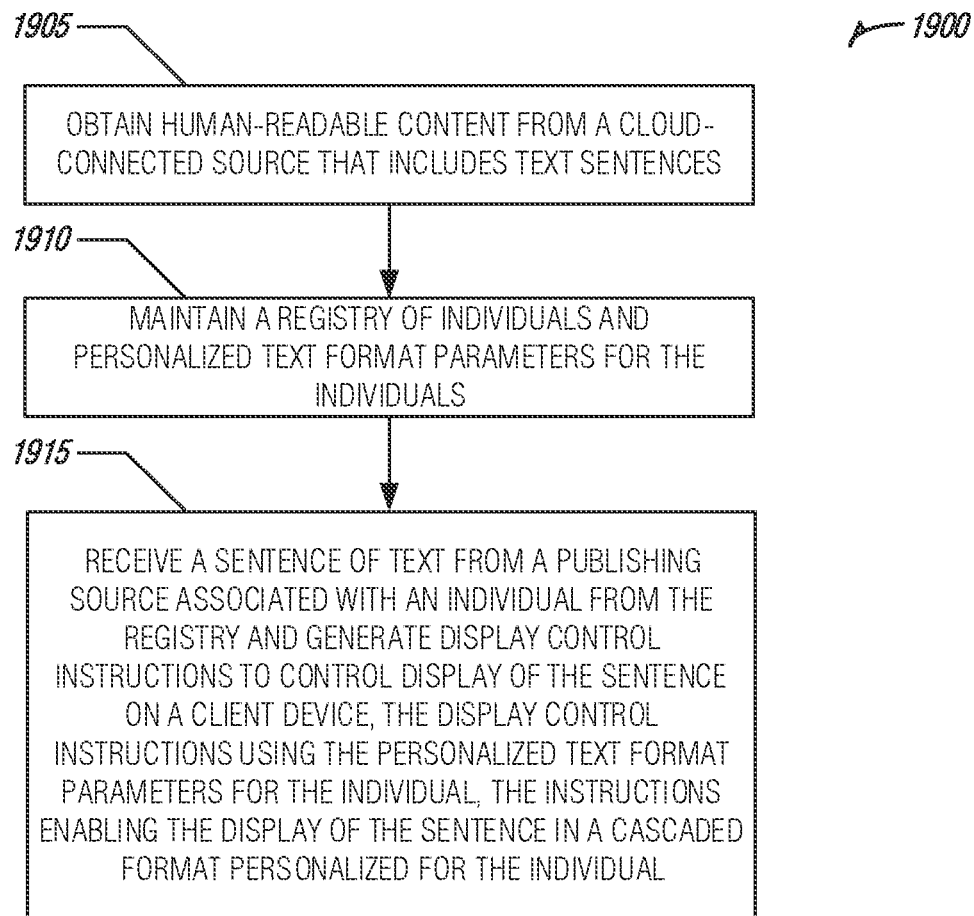 1905
1900
OBTAIN HUMAN-READABLE CONTENT FROM A CLOUD-
CONNECTED SOURCE THAT INCLUDES TEXT SENTENCES
1910
MAINTAIN A REGISTRY OF INDIVIDUALS AND
PERSONALIZED TEXT FORMAT PARAMETERS FOR THE
INDIVIDUALS
1915
RECEIVE A SENTENCE OF TEXT FROM A PUBLISHING
SOURCE ASSOCIATED WITH AN INDIVIDUAL FROM THE
REGISTRY AND GENERATE DISPLAY CONTROL
INSTRUCTIONS TO CONTROL DISPLAY OF THE SENTENCE
ON A CLIENT DEVICE, THE DISPLAY CONTROL
INSTRUCTIONS USING THE PERSONALIZED TEXT FORMAT
PARAMETERS FOR THE INDIVIDUAL, THE INSTRUCTIONS
ENABLING THE DISPLAY OF THE SENTENCE IN A CASCADED
FORMAT PERSONALIZED FOR THE INDIVIDUAL